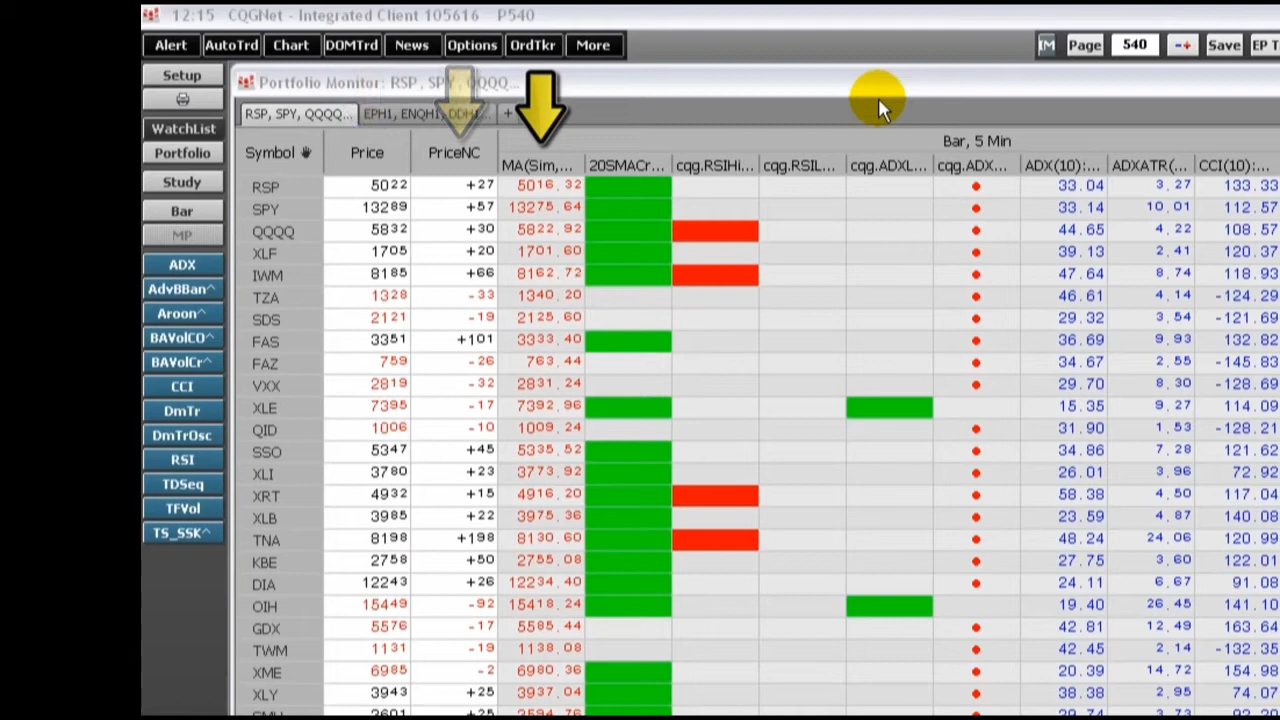 12:15 CQGNet - Integrated Client 105616 P540
Alert AutoTrd Chart DOMTrd News Options OrdTkr More IM Page 540 -+ Save EP T
Setup
Portfolio Monitor: RSP, SPY, QQQQ...
RSP, SPY, QQQQ... EPH1, ENQH1, DDH1... +
WatchList
Portfolio
Study
Bar
MP
ADX
AdvBBan^
Aroon^
BAVolCO^
BAVolCr^
CCI
DmTr
DmTrOsc
RSI
TDSeq
TFVol
TS_SSK^
Bar, 5 Min
Symbol Price PriceNC MA(Sim,... 20SMACr... cqg.RSIHi... cqg.RSIL... cqg.ADXL... cqg.ADX... ADX(10):... ADXATR(... CCI(10):...
RSP 5022 +27 5016.32 33.04 3.27 133.33
SPY 13289 +57 13275.64 33.14 10.01 112.57
QQQQ 5832 +30 5822.92 44.65 4.22 108.57
XLF 1705 +20 1701.60 39.13 2.41 120.37
IWM 8185 +66 8162.72 47.64 8.74 118.93
TZA 1328 -33 1340.20 46.61 4.14 -124.29
SDS 2121 -19 2125.60 29.32 3.54 -121.69
FAS 3351 +101 3333.40 36.69 9.93 132.82
FAZ 759 -26 763.44 34.67 2.55 -145.83
VXX 2819 -32 2831.24 29.70 8.30 -128.69
XLE 7395 -17 7392.96 15.35 9.27 114.09
QID 1006 -10 1009.24 31.90 1.53 -128.21
SSO 5347 +45 5335.52 34.86 7.28 121.62
XLI 3780 +23 3773.92 26.01 3.96 72.92
XRT 4932 +15 4916.20 58.38 4.50 117.04
XLB 3985 +22 3975.36 23.59 4.87 140.08
TNA 8198 +198 8130.60 48.24 24.06 120.99
KBE 2758 +50 2755.08 27.75 3.60 122.01
DIA 12243 +26 12234.40 24.11 6.67 91.08
OIH 15449 -92 15418.24 19.40 26.45 141.10
GDX 5576 -17 5585.44 42.81 12.49 163.64
TWM 1131 -19 1138.08 42.45 2.14 -132.35
XME 6985 -2 6980.36 20.39 14.72 154.98
XLY 3943 +25 3937.04 38.38 2.95 74.07